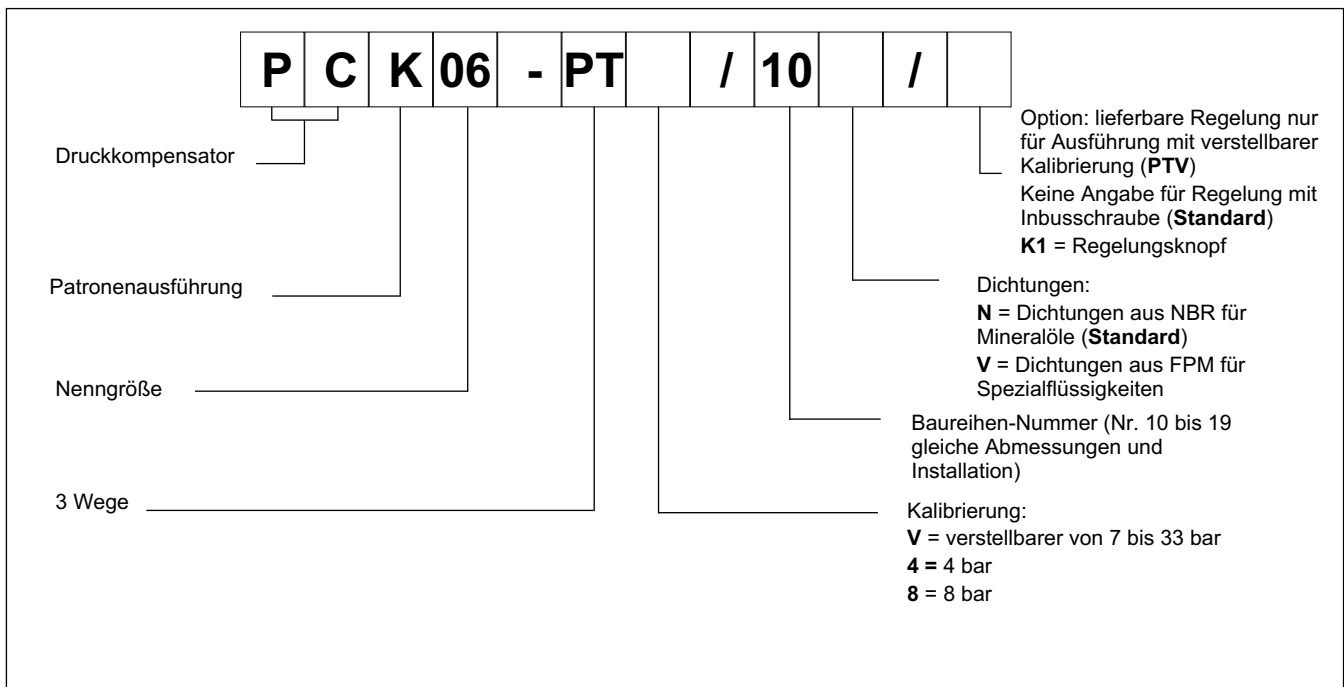 P C K 06 - PT / 10 /
Druckkompensator
Patronenausführung
Nenngröße
3 Wege
Option: lieferbare Regelung nur
für Ausführung mit verstellbarer
Kalibrierung (PTV)
Keine Angabe für Regelung mit
Inbusschraube (Standard)
K1 = Regelungsknopf
Dichtungen:
N = Dichtungen aus NBR für
Mineralöle (Standard)
V = Dichtungen aus FPM für
Spezialflüssigkeiten
Baureihen-Nummer (Nr. 10 bis 19
gleiche Abmessungen und
Installation)
Kalibrierung:
V = verstellbarer von 7 bis 33 bar
4 = 4 bar
8 = 8 bar